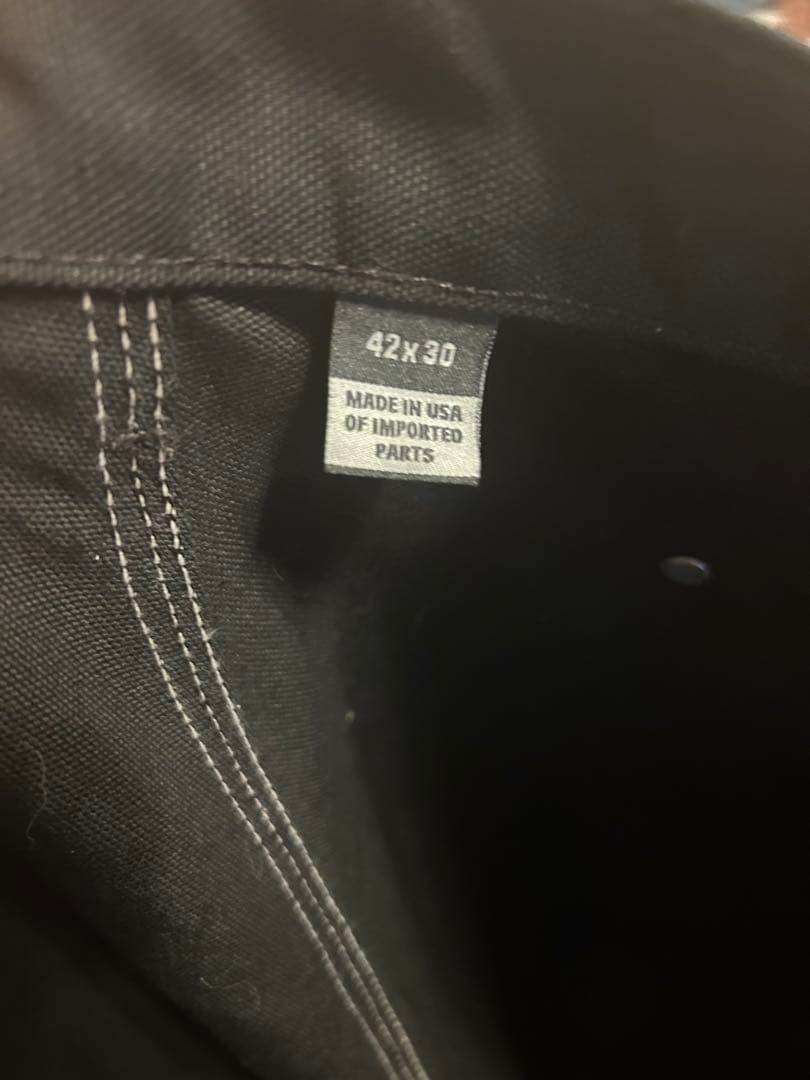 42x30
MADE IN USA
OF IMPORTED
PARTS